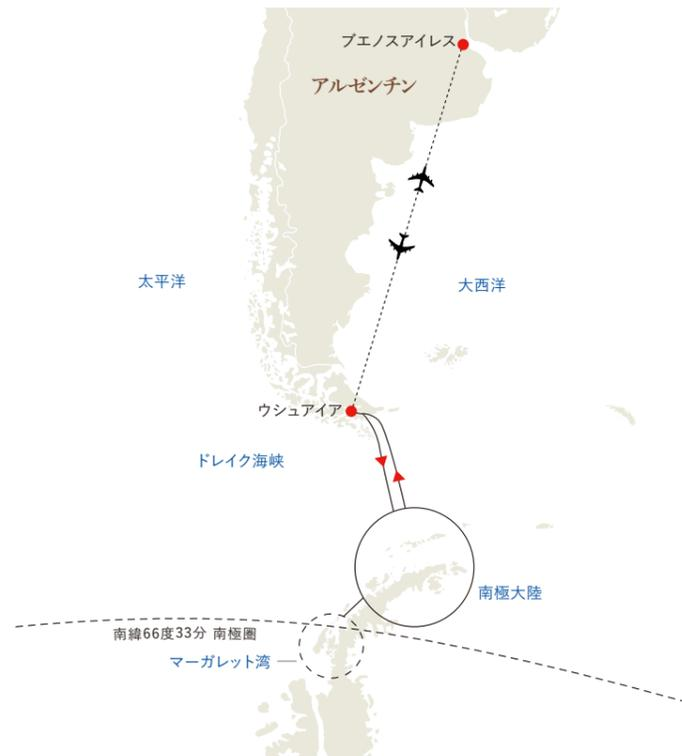 ブエノスアイレス
アルゼンチン
太平洋
大西洋
ウシュアイア
ドレイク海峡
南極大陸
南緯66度33分 南極圏
マーガレット湾